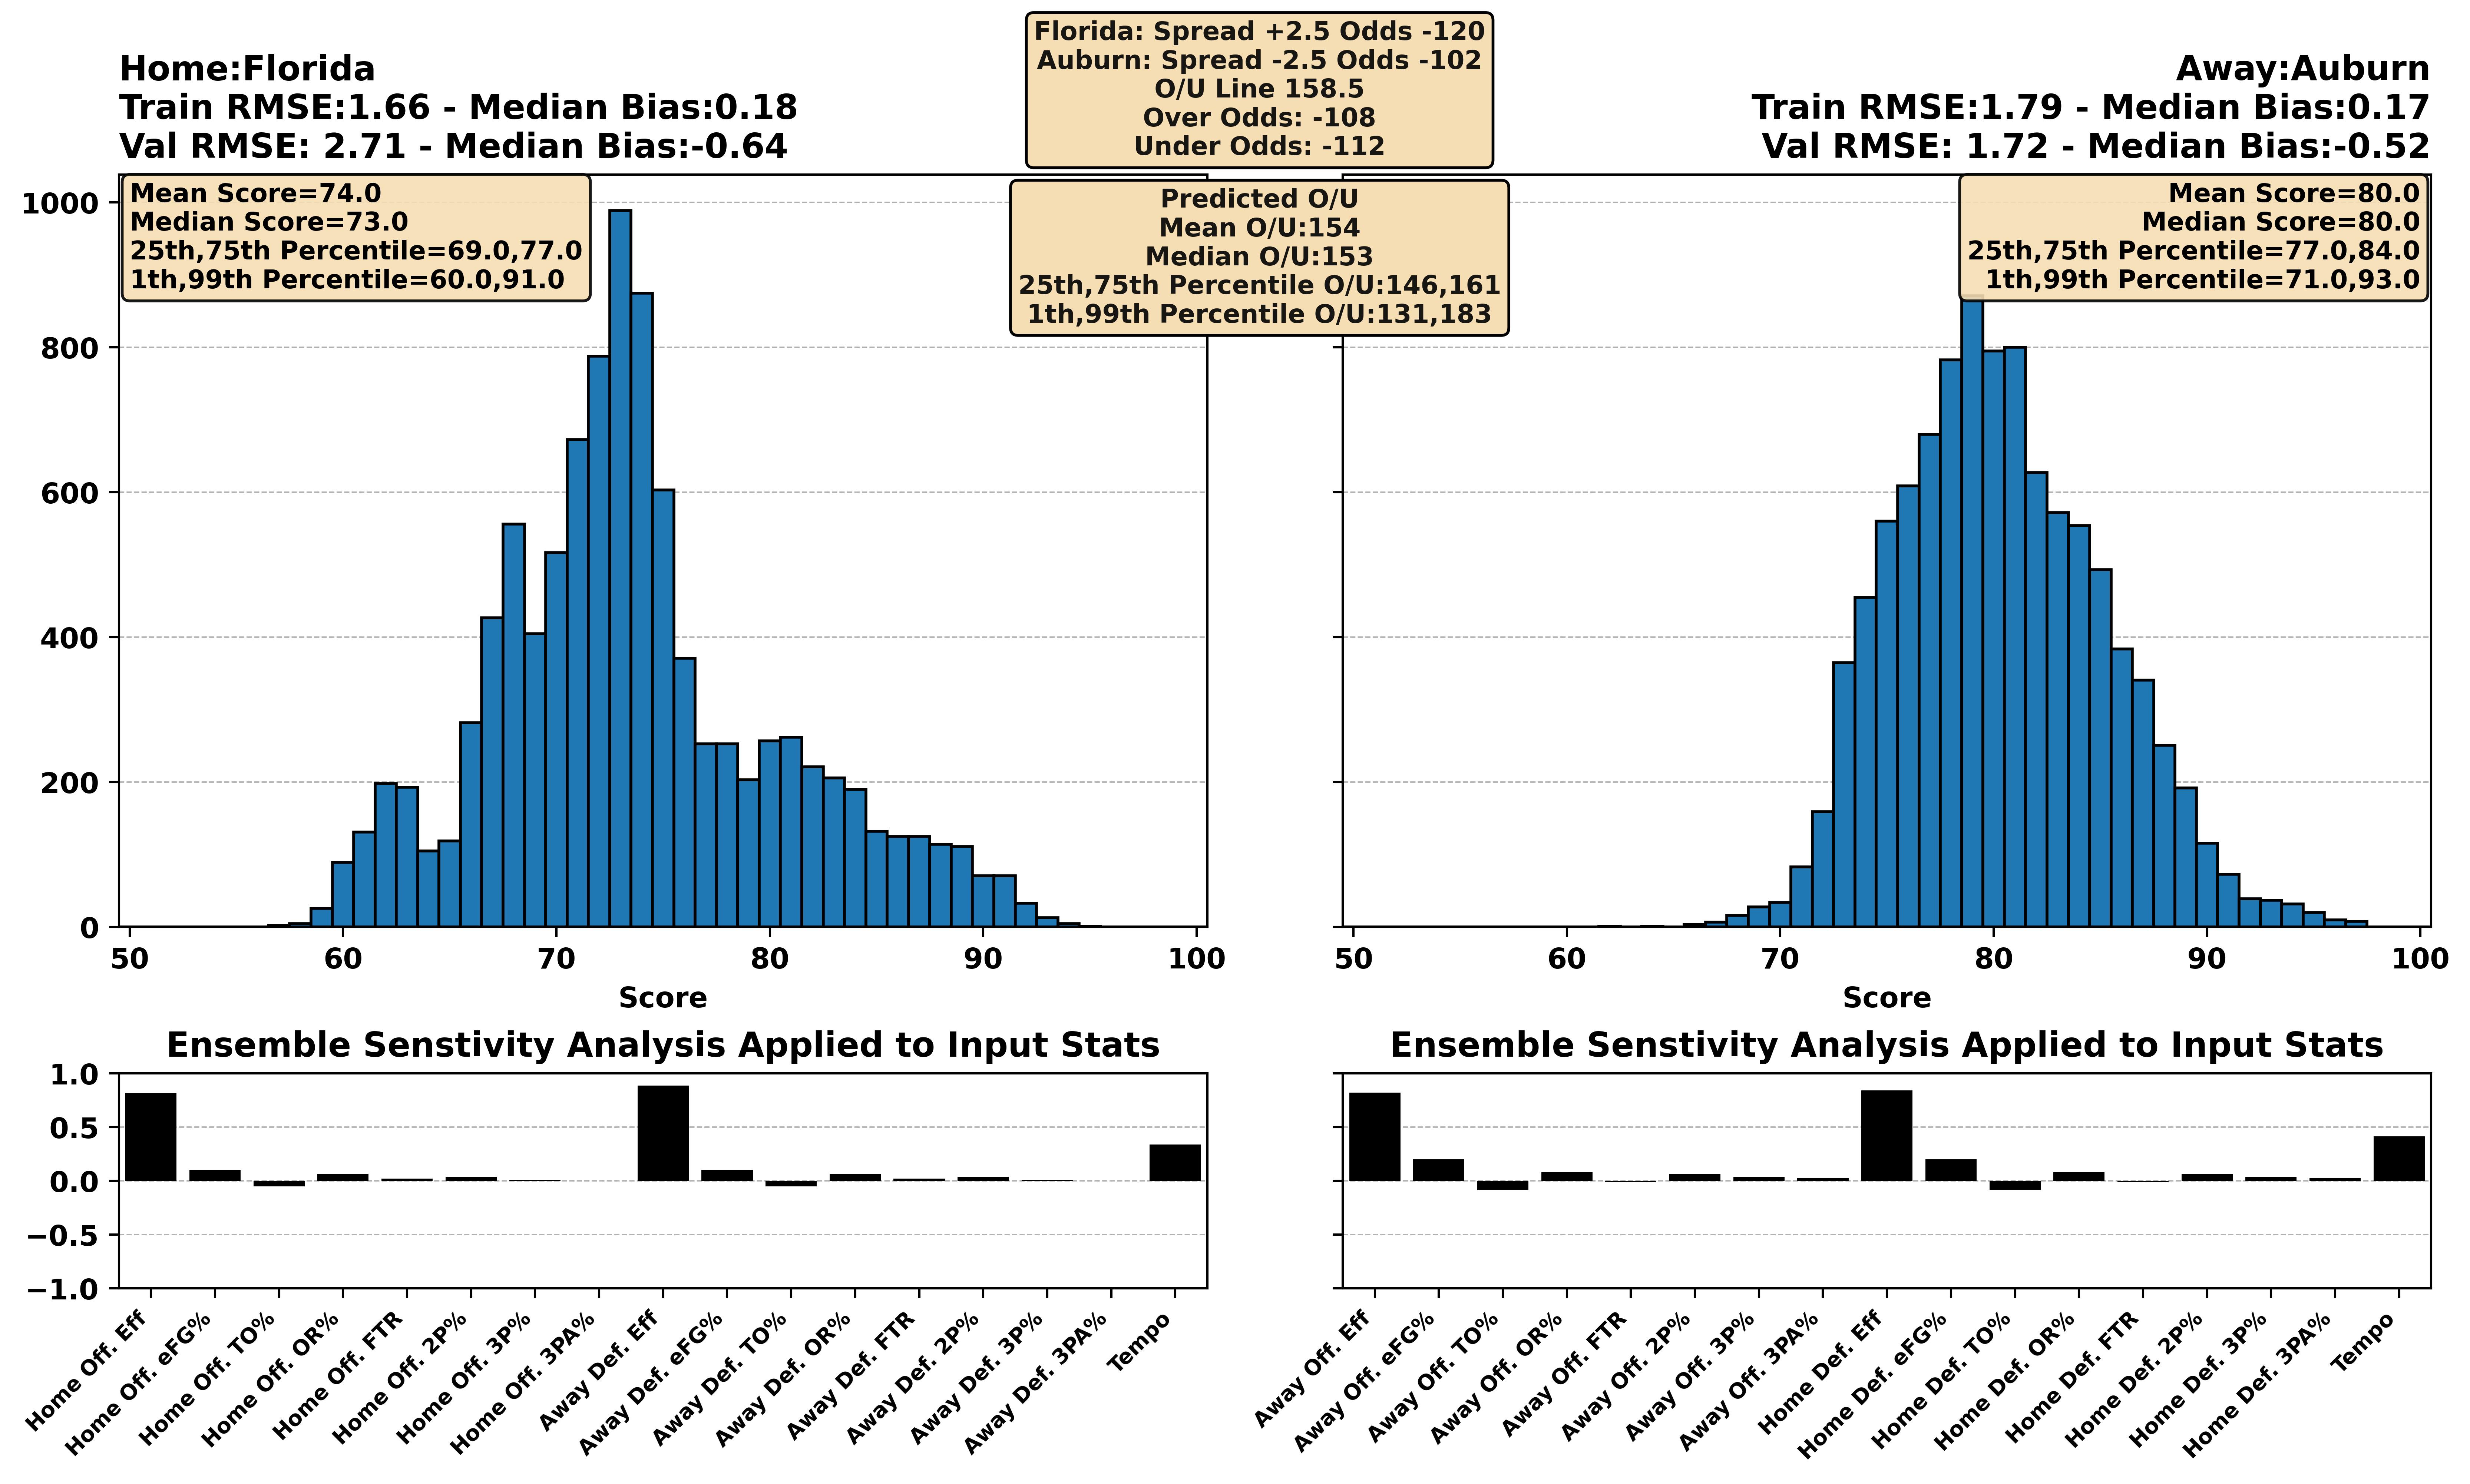 Florida: Spread +2.5 Odds -120
Auburn: Spread -2.5 Odds -102
O/U Line 158.5
Over Odds: -108
Under Odds: -112
Home:Florida
Train RMSE:1.66 - Median Bias:0.18
Val RMSE: 2.71 - Median Bias:-0.64
Away:Auburn
Train RMSE:1.79 - Median Bias:0.17
Val RMSE: 1.72 - Median Bias:-0.52
Mean Score=74.0
Median Score=73.0
25th,75th Percentile=69.0,77.0
1th,99th Percentile=60.0,91.0
Predicted O/U
Mean O/U:154
Median O/U:153
25th,75th Percentile O/U:146,161
1th,99th Percentile O/U:131,183
Mean Score=80.0
Median Score=80.0
25th,75th Percentile=77.0,84.0
1th,99th Percentile=71.0,93.0
1000
800
600
400
200
0
50 60 70 80 90 100
Score
50 60 70 80 90 100
Score
Ensemble Senstivity Analysis Applied to Input Stats
1.0
0.5
0.0
−0.5
−1.0
Home Off. Eff
Home Off. eFG%
Home Off. TO%
Home Off. OR%
Home Off. FTR
Home Off. 2P%
Home Off. 3P%
Home Off. 3PA%
Away Def. Eff
Away Def. eFG%
Away Def. TO%
Away Def. OR%
Away Def. FTR
Away Def. 2P%
Away Def. 3P%
Away Def. 3PA%
Tempo
Ensemble Senstivity Analysis Applied to Input Stats
Away Off. Eff
Away Off. eFG%
Away Off. TO%
Away Off. OR%
Away Off. FTR
Away Off. 2P%
Away Off. 3P%
Away Off. 3PA%
Home Def. Eff
Home Def. eFG%
Home Def. TO%
Home Def. OR%
Home Def. FTR
Home Def. 2P%
Home Def. 3P%
Home Def. 3PA%
Tempo